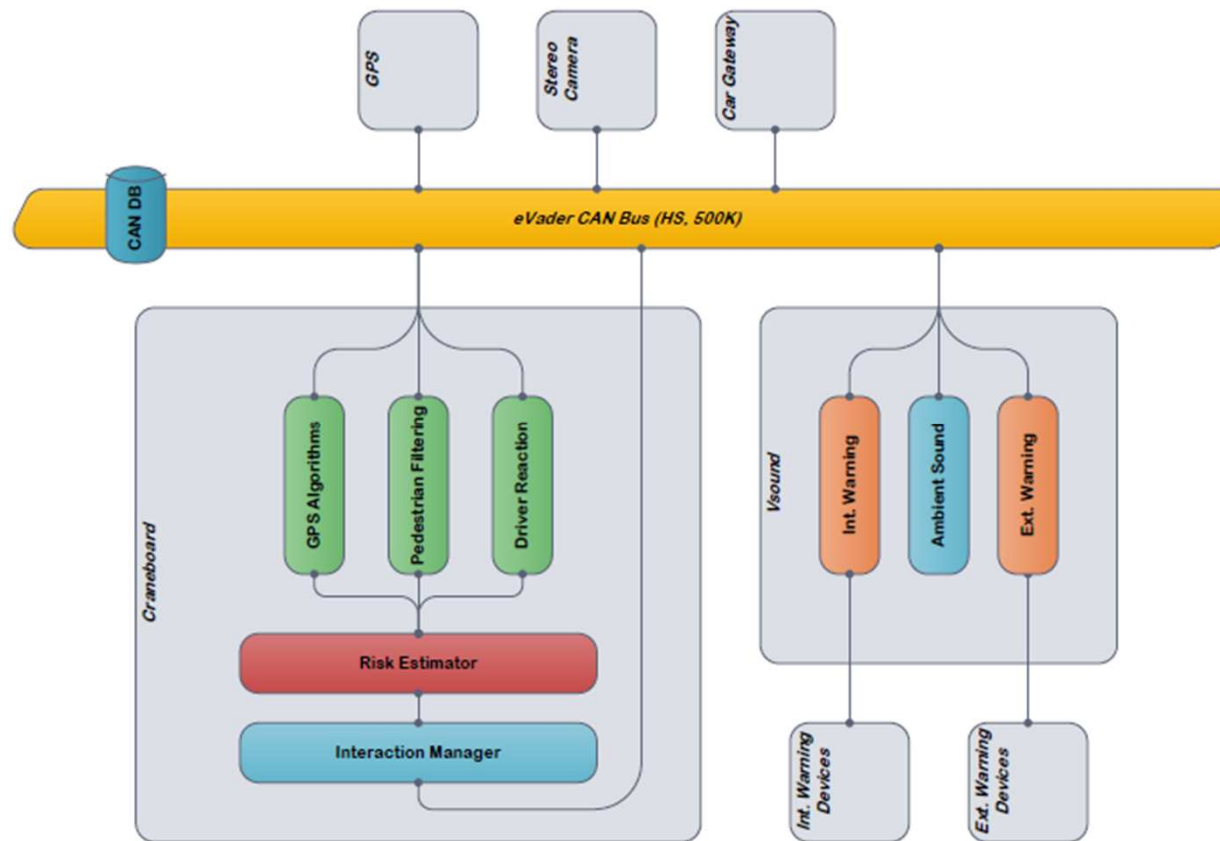 GPS
Stereo
Camera
Car Gateway
CAN DB
eVader CAN Bus (HS, 500K)
Craneboard
GPS Algorithms
Pedestrian Filtering
Driver Reaction
Risk Estimator
Interaction Manager
Vsound
Int. Warning
Ambient Sound
Ext. Warning
Int. Warning
Devices
Ext. Warning
Devices